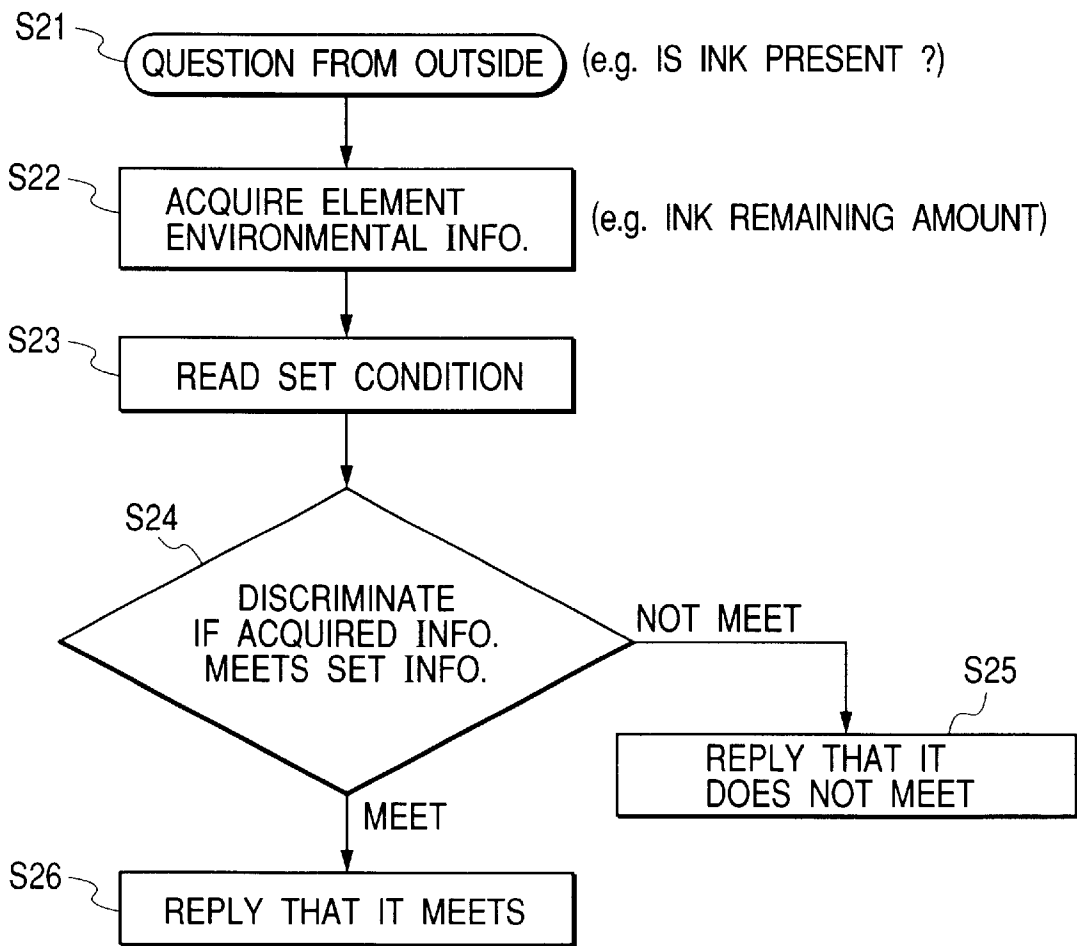 S21
QUESTION FROM OUTSIDE
(e.g. IS INK PRESENT ?)
S22
ACQUIRE ELEMENT
ENVIRONMENTAL INFO.
(e.g. INK REMAINING AMOUNT)
S23
READ SET CONDITION
S24
DISCRIMINATE
IF ACQUIRED INFO.
MEETS SET INFO.
NOT MEET
S25
REPLY THAT IT
DOES NOT MEET
MEET
S26
REPLY THAT IT MEETS